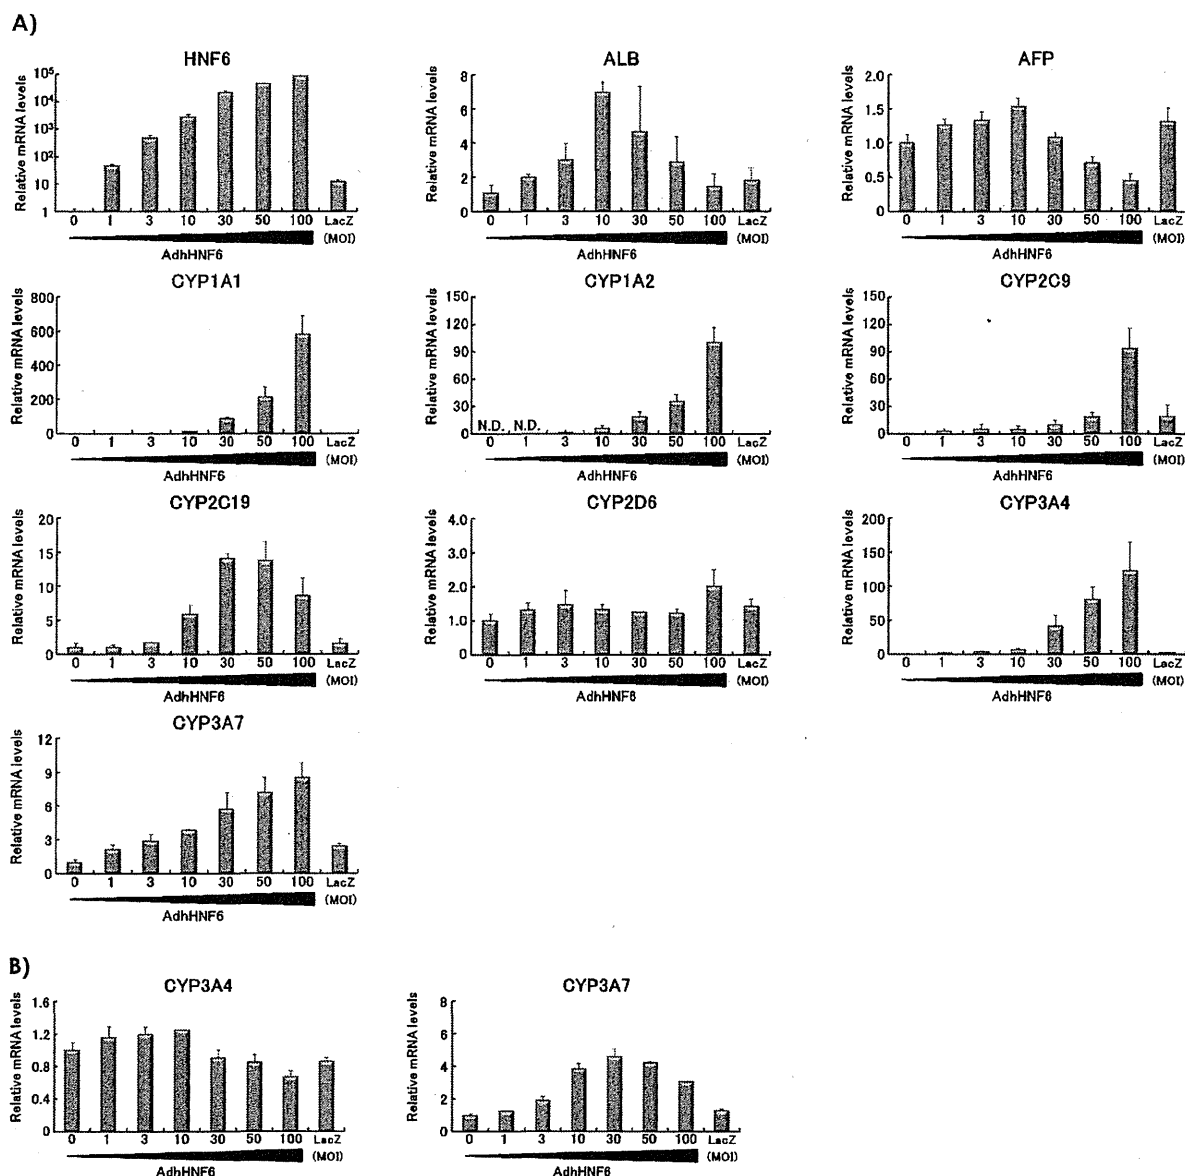 A)
HNF6
Relative mRNA levels
10⁵
10⁴
10³
10²
10
1
0 1 3 10 30 50 100 LacZ
(MOI)
AdhHNF6
ALB
Relative mRNA levels
8
6
4
2
0
0 1 3 10 30 50 100 LacZ
(MOI)
AdhHNF6
AFP
Relative mRNA levels
2.0
1.5
1.0
0.5
0
0 1 3 10 30 50 100 LacZ
(MOI)
AdhHNF6
CYP1A1
Relative mRNA levels
800
600
400
200
0
0 1 3 10 30 50 100 LacZ
(MOI)
AdhHNF6
CYP1A2
Relative mRNA levels
150
120
90
60
30
0
N.D. N.D.
0 1 3 10 30 50 100 LacZ
(MOI)
AdhHNF6
CYP2C9
Relative mRNA levels
150
120
90
60
30
0
0 1 3 10 30 50 100 LacZ
(MOI)
AdhHNF6
CYP2C19
Relative mRNA levels
20
15
10
5
0
0 1 3 10 30 50 100 LacZ
(MOI)
AdhHNF6
CYP2D6
Relative mRNA levels
4.0
3.0
2.0
1.0
0
0 1 3 10 30 50 100 LacZ
(MOI)
AdhHNF6
CYP3A4
Relative mRNA levels
200
150
100
50
0
0 1 3 10 30 50 100 LacZ
(MOI)
AdhHNF6
CYP3A7
Relative mRNA levels
12
9
6
3
0
0 1 3 10 30 50 100 LacZ
(MOI)
AdhHNF6
B)
CYP3A4
Relative mRNA levels
1.6
1.2
0.8
0.4
0
0 1 3 10 30 50 100 LacZ
(MOI)
AdhHNF6
CYP3A7
Relative mRNA levels
8
6
4
2
0
0 1 3 10 30 50 100 LacZ
(MOI)
AdhHNF6